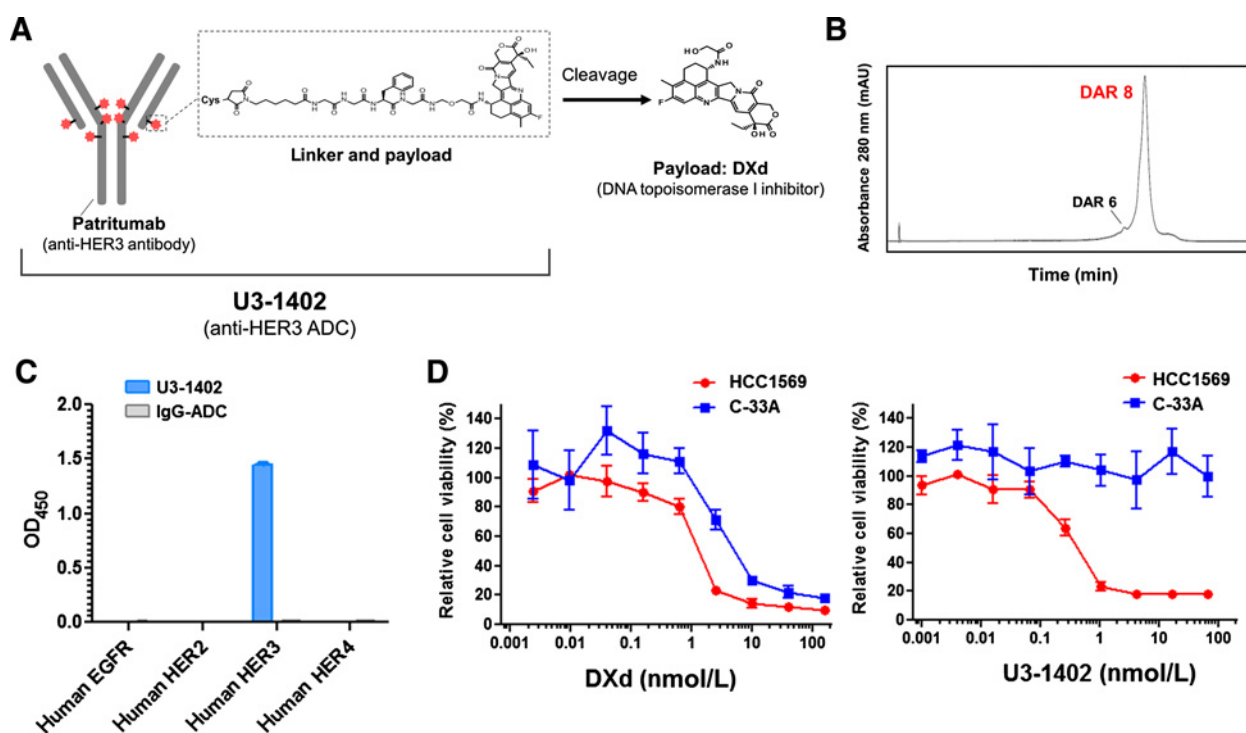 A
Cys
Linker and payload
Patritumab
(anti-HER3 antibody)
U3-1402
(anti-HER3 ADC)
Cleavage
Payload: DXd
(DNA topoisomerase I inhibitor)
B
Absorbance 280 nm (mAU)
DAR 8
DAR 6
Time (min)
C
U3-1402
IgG-ADC
OD450
2.0
1.5
1.0
0.5
0.0
Human EGFR
Human HER2
Human HER3
Human HER4
D
HCC1569
C-33A
Relative cell viability (%)
140
120
100
80
60
40
20
0
0.001 0.01 0.1 1 10 100
DXd (nmol/L)
HCC1569
C-33A
Relative cell viability (%)
140
120
100
80
60
40
20
0
0.001 0.01 0.1 1 10 100
U3-1402 (nmol/L)